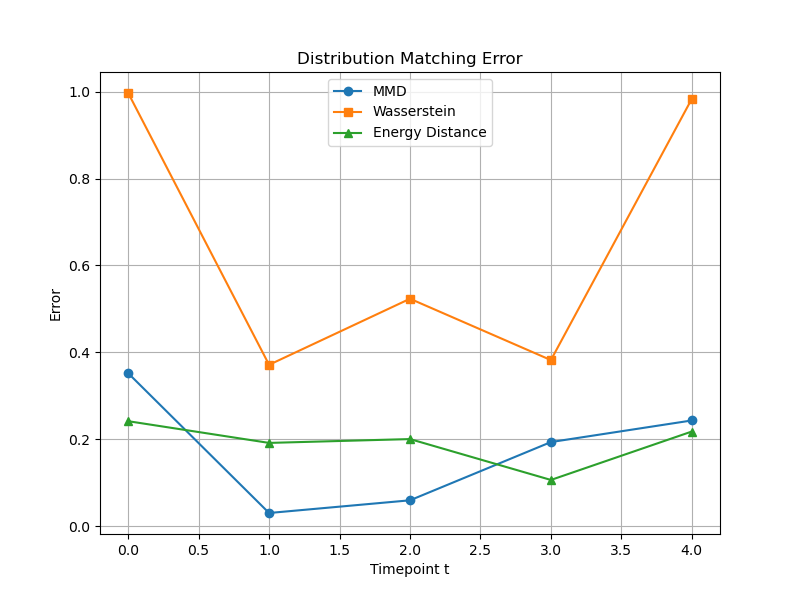 Distribution Matching Error
MMD
Wasserstein
Energy Distance
Error
1.0
0.8
0.6
0.4
0.2
0.0
0.0 0.5 1.0 1.5 2.0 2.5 3.0 3.5 4.0
Timepoint t